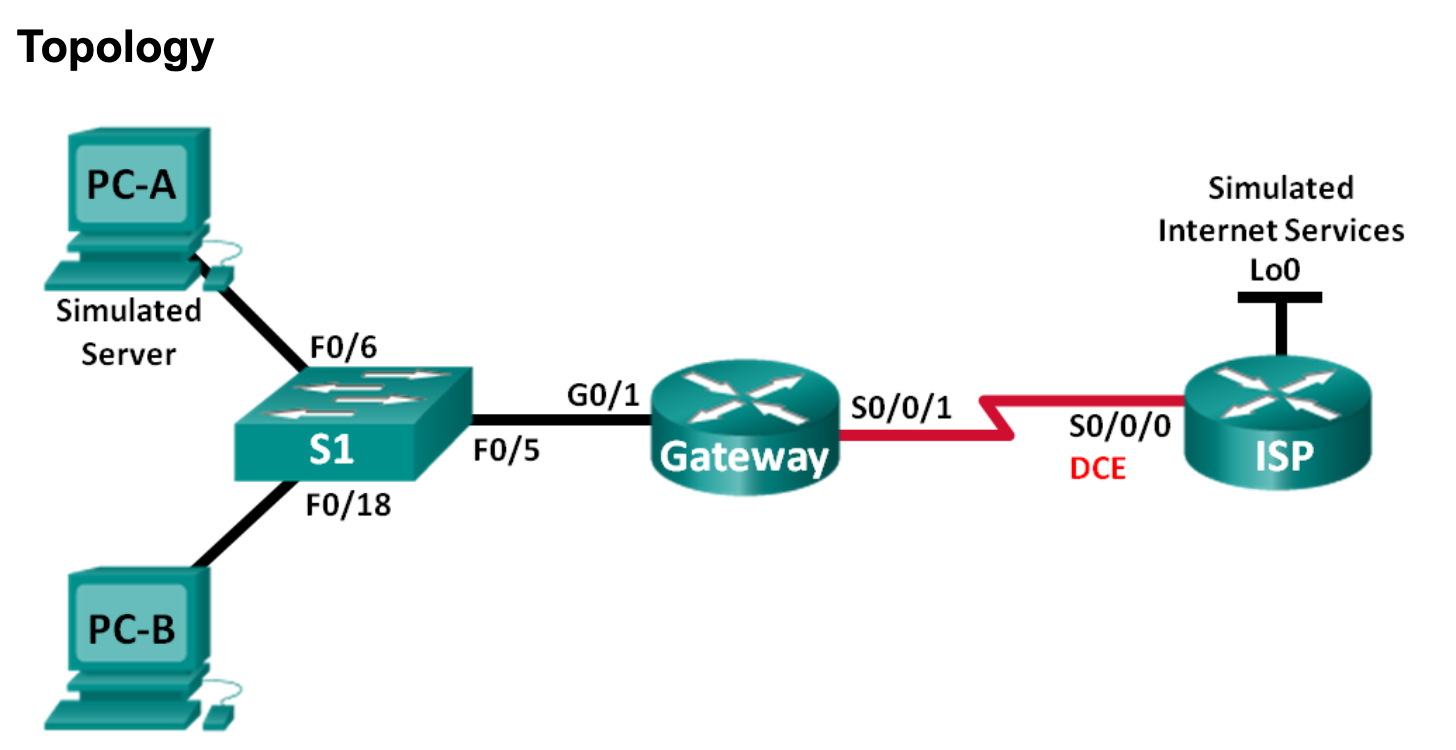 Topology
PC-A
Simulated
Server
F0/6
S1
F0/5
F0/18
PC-B
G0/1
Gateway
S0/0/1
S0/0/0
DCE
ISP
Simulated
Internet Services
Lo0